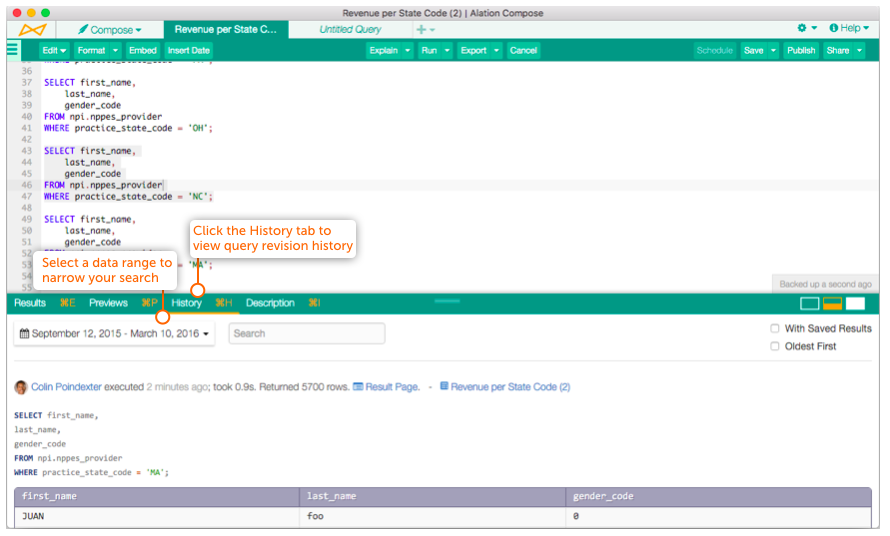 Revenue per State Code (2) | Alation Compose
Compose
Revenue per State C...
Untitled Query
+
Help
Edit
Format
Embed
Insert Date
Explain
Run
Export
Cancel
Schedule
Save
Publish
Share
36
37 SELECT first_name,
38 last_name,
39 gender_code
40 FROM npi.nppes_provider
41 WHERE practice_state_code = 'OH';
42
43 SELECT first_name,
44 last_name,
45 gender_code
46 FROM npi.nppes_provider
47 WHERE practice_state_code = 'NC';
48
49 SELECT first_name,
50 last_name,
51 gender_code
52
53 = 'MA';
54
55
Click the History tab to
view query revision history
Select a data range to
narrow your search
Backed up a second ago
Results ⌘E Previews ⌘P History ⌘H Description ⌘I
September 12, 2015 - March 10, 2016
Search
With Saved Results
Oldest First
Colin Poindexter executed 2 minutes ago; took 0.9s. Returned 5700 rows. Result Page. - Revenue per State Code (2)
SELECT first_name,
last_name,
gender_code
FROM npi.nppes_provider
WHERE practice_state_code = 'MA';
first_name last_name gender_code
JUAN foo 0